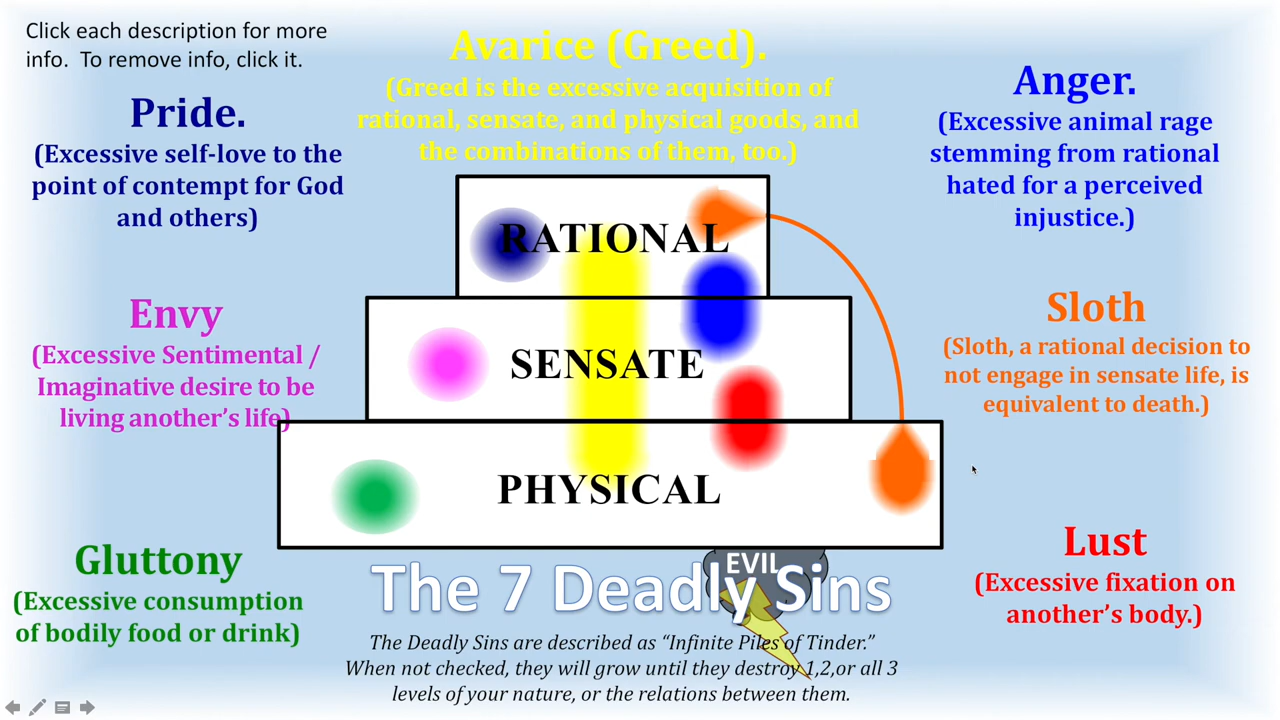 Click each description for more
info.  To remove info, click it.
Avarice (Greed).
(Greed is the excessive acquisition of
rational, sensate, and physical goods, and
the combinations of them, too.)
Pride.
(Excessive self-love to the
point of contempt for God
and others)
Anger.
(Excessive animal rage
stemming from rational
hated for a perceived
injustice.)
RATIONAL
Envy
(Excessive Sentimental /
Imaginative desire to be
living another's life)
SENSATE
Sloth
(Sloth, a rational decision to
not engage in sensate life, is
equivalent to death.)
PHYSICAL
Gluttony
(Excessive consumption
of bodily food or drink)
Lust
(Excessive fixation on
another's body.)
EVIL
The 7 Deadly Sins
The Deadly Sins are described as “Infinite Piles of Tinder.”
When not checked, they will grow until they destroy 1,2,or all 3
levels of your nature, or the relations between them.